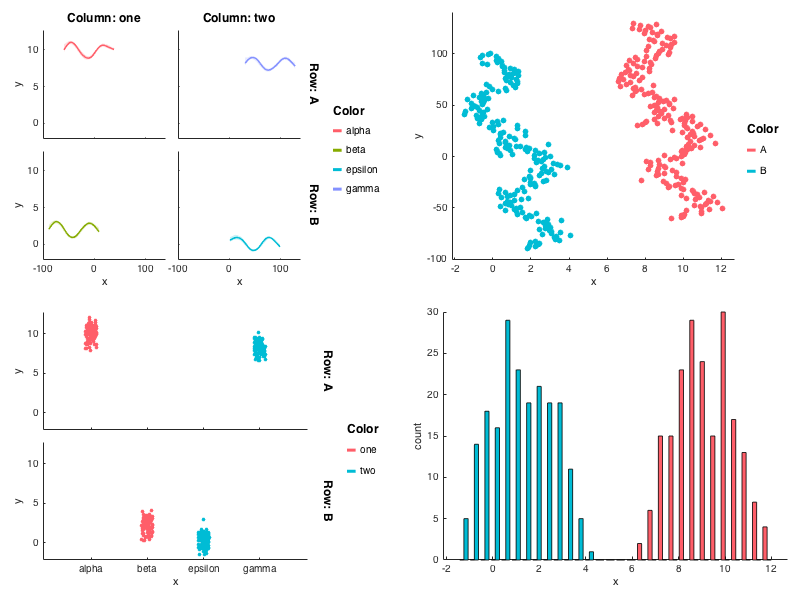 Column: one
Column: two
10
5
0
y
Row: A
10
5
0
y
Row: B
-100
0
100
-100
0
100
x
x
Color
alpha
beta
epsilon
gamma
100
50
0
-50
-100
y
-2
0
2
4
6
8
10
12
x
Color
A
B
10
5
0
y
Row: A
10
5
0
y
Row: B
alpha
beta
epsilon
gamma
x
Color
one
two
30
25
20
15
10
5
0
count
-2
0
2
4
6
8
10
12
x